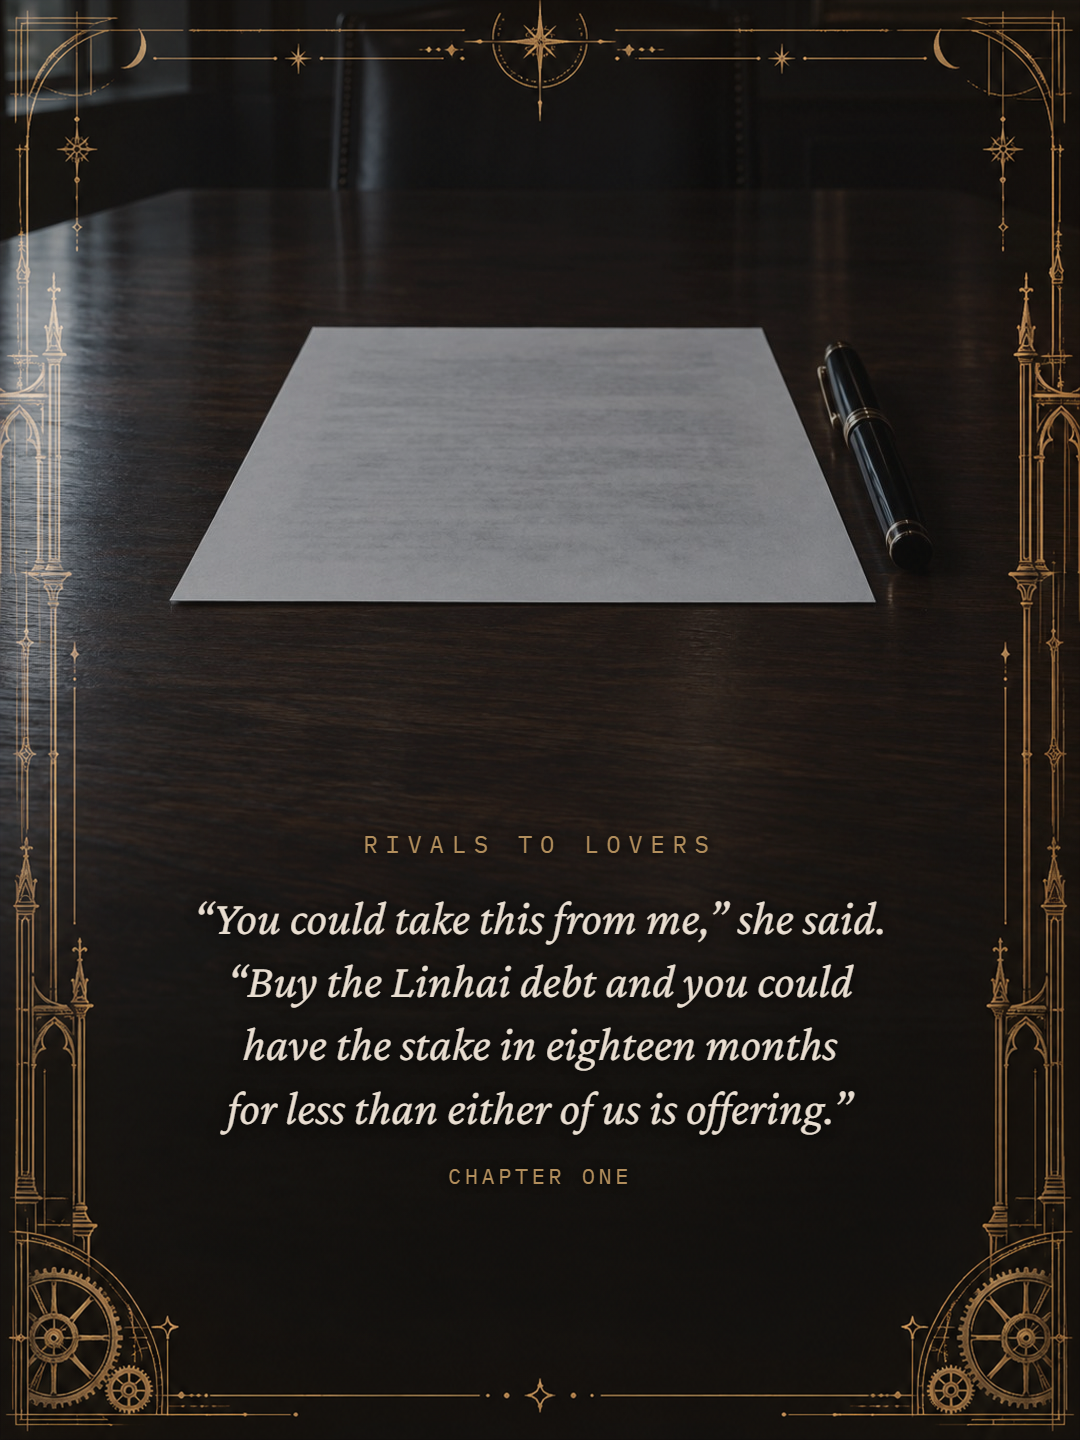 RIVALS TO LOVERS
“You could take this from me,” she said.
“Buy the Linhai debt and you could
have the stake in eighteen months
for less than either of us is offering.”
CHAPTER ONE